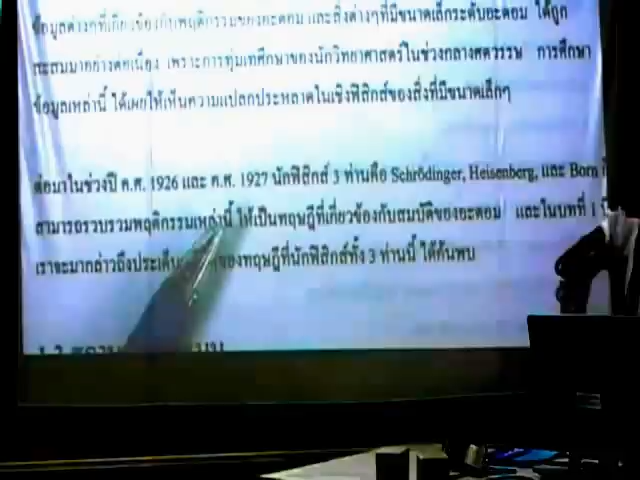 ข้อมูลต่างๆที่เกี่ยวข้องกับพฤติกรรมของอะตอม และสิ่งต่างๆที่มีขนาดเล็กระดับอะตอม ได้ถูก
สะสมมาอย่างต่อเนื่อง เพราะการทุ่มเทศึกษาของนักวิทยาศาสตร์ในช่วงกลางศตวรรษ การศึกษา
ข้อมูลเหล่านี้ ได้เผยให้เห็นความแปลกประหลาดในเชิงฟิสิกส์ของสิ่งที่มีขนาดเล็กๆ
ต่อมาในช่วงปี ค.ศ. 1926 และ ค.ศ. 1927 นักฟิสิกส์ 3 ท่านคือ Schrödinger, Heisenberg, และ Born
สามารถรวบรวมพฤติกรรมเหล่านี้ ให้เป็นทฤษฎีที่เกี่ยวข้องกับสมบัติของอะตอม และในบทที่ 1
เราจะมากล่าวถึงประเด็น ของทฤษฎีที่นักฟิสิกส์ทั้ง 3 ท่านนี้ ได้ค้นพบ